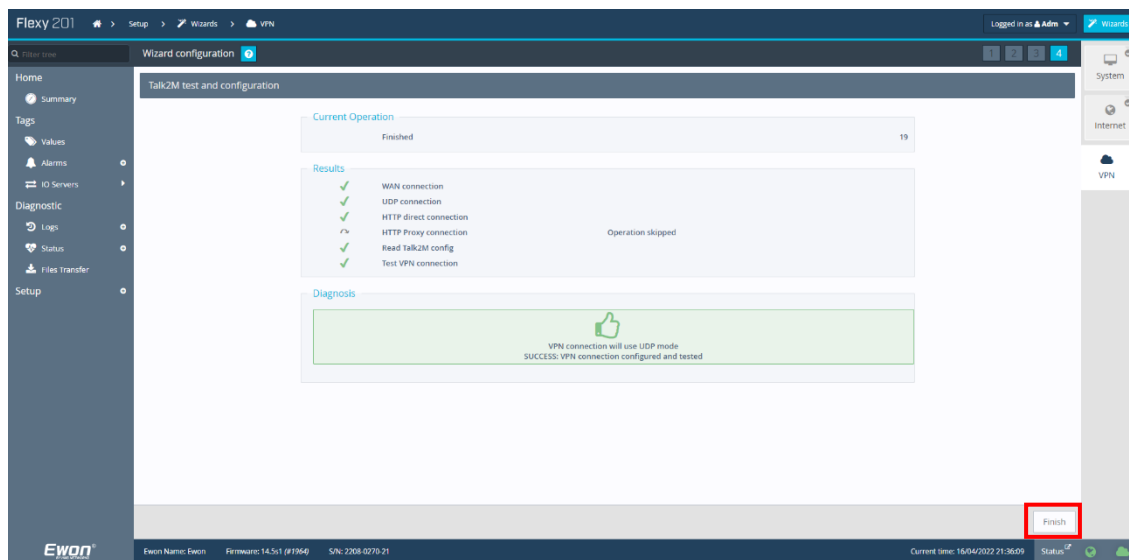 Flexy 201 > Setup > Wizards > VPN Logged in as Adm Wizards
Filter tree
Wizard configuration ? 1 2 3 4
Home
Summary
Tags
Values
Alarms
IO Servers
Diagnostic
Logs
Status
Files Transfer
Setup
Talk2M test and configuration
Current Operation
Finished 19
Results
WAN connection
UDP connection
HTTP direct connection
HTTP Proxy connection Operation skipped
Read Talk2M config
Test VPN connection
Diagnosis
VPN connection will use UDP mode
SUCCESS: VPN connection configured and tested
System
Internet
VPN
Finish
Ewon®
Ewon Name: Ewon Firmware: 14.5s1 (#1964) S/N: 2208-0270-21 Current time: 16/04/2022 21:36:09 Status